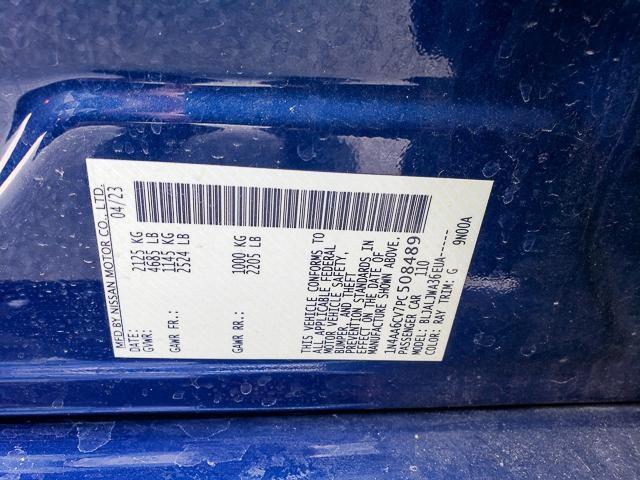 MFD BY NISSAN MOTOR CO., LTD.
DATE: 04/23
GVWR: 2125 KG
4685 LB
GAWR FR.: 1145 KG
2524 LB
GAWR RR.: 1000 KG
2205 LB
THIS VEHICLE CONFORMS TO
ALL APPLICABLE FEDERAL
MOTOR VEHICLE SAFETY,
BUMPER, AND THEFT
PREVENTION STANDARDS IN
EFFECT ON THE DATE OF
MANUFACTURE SHOWN ABOVE.
1N4AA6CV7PC508489
PASSENGER CAR 110
MODEL: BLJALJWA36EUA-----
COLOR: RAY TRIM: G 9N00A